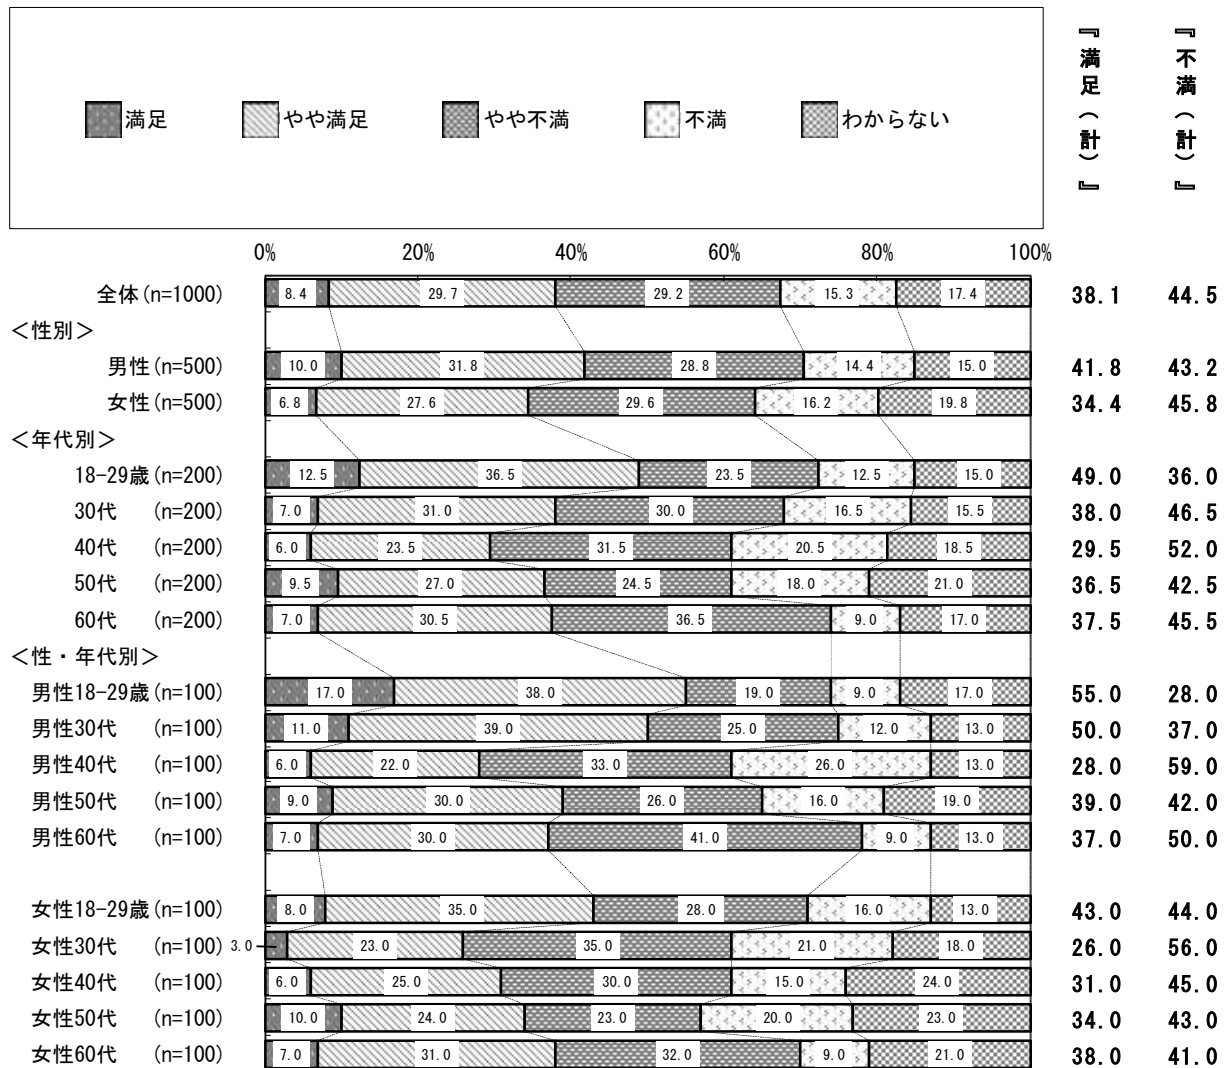 満足 やや満足 やや不満 不満 わからない
『満足（計）』
『不満（計）』
0% 20% 40% 60% 80% 100%
全体(n=1000) 8.4 29.7 29.2 15.3 17.4 38.1 44.5
＜性別＞
男性(n=500) 10.0 31.8 28.8 14.4 15.0 41.8 43.2
女性(n=500) 6.8 27.6 29.6 16.2 19.8 34.4 45.8
＜年代別＞
18-29歳(n=200) 12.5 36.5 23.5 12.5 15.0 49.0 36.0
30代 (n=200) 7.0 31.0 30.0 16.5 15.5 38.0 46.5
40代 (n=200) 6.0 23.5 31.5 20.5 18.5 29.5 52.0
50代 (n=200) 9.5 27.0 24.5 18.0 21.0 36.5 42.5
60代 (n=200) 7.0 30.5 36.5 9.0 17.0 37.5 45.5
＜性・年代別＞
男性18-29歳(n=100) 17.0 38.0 19.0 9.0 17.0 55.0 28.0
男性30代 (n=100) 11.0 39.0 25.0 12.0 13.0 50.0 37.0
男性40代 (n=100) 6.0 22.0 33.0 26.0 13.0 28.0 59.0
男性50代 (n=100) 9.0 30.0 26.0 16.0 19.0 39.0 42.0
男性60代 (n=100) 7.0 30.0 41.0 9.0 13.0 37.0 50.0
女性18-29歳(n=100) 8.0 35.0 28.0 16.0 13.0 43.0 44.0
女性30代 (n=100) 3.0 23.0 35.0 21.0 18.0 26.0 56.0
女性40代 (n=100) 6.0 25.0 30.0 15.0 24.0 31.0 45.0
女性50代 (n=100) 10.0 24.0 23.0 20.0 23.0 34.0 43.0
女性60代 (n=100) 7.0 31.0 32.0 9.0 21.0 38.0 41.0